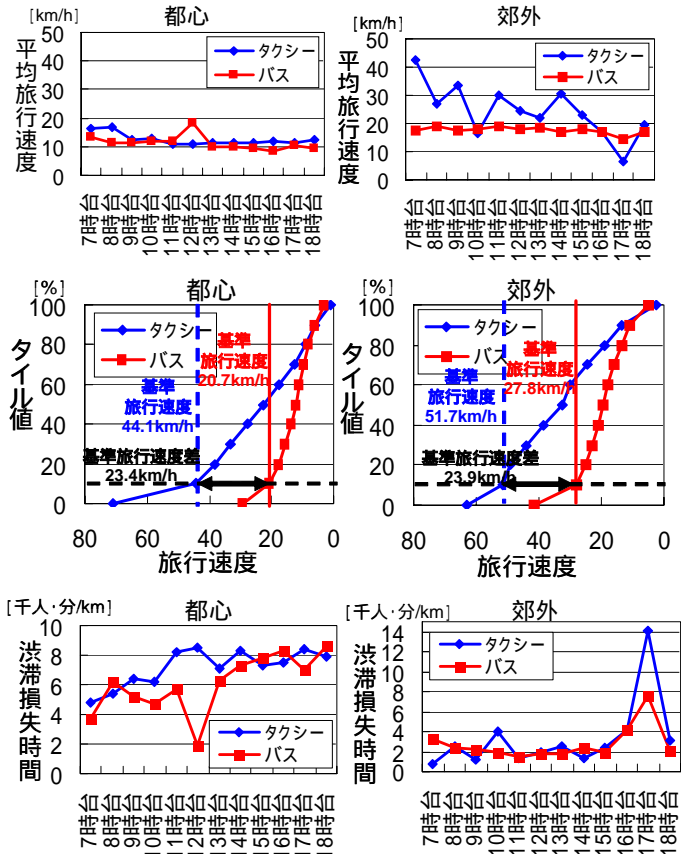 都心
[km/h]
平均旅行速度
タクシー
バス
50
40
30
20
10
0
7時台
8時台
9時台
10時台
11時台
12時台
13時台
14時台
15時台
16時台
17時台
18時台
郊外
[km/h]
平均旅行速度
タクシー
バス
50
40
30
20
10
0
7時台
8時台
9時台
10時台
11時台
12時台
13時台
14時台
15時台
16時台
17時台
18時台
都心
[%]
タイル値
タクシー
バス
100
80
60
40
20
0
基準
旅行速度
20.7km/h
基準
旅行速度
44.1km/h
基準旅行速度差
23.4km/h
80
60
40
20
0
旅行速度
郊外
[%]
タイル値
タクシー
バス
100
80
60
40
20
0
基準
旅行速度
27.8km/h
基準
旅行速度
51.7km/h
基準旅行速度差
23.9km/h
80
60
40
20
0
旅行速度
都心
[千人･分/km]
渋滞損失時間
タクシー
バス
10
8
6
4
2
0
7時台
8時台
9時台
10時台
11時台
12時台
13時台
14時台
15時台
16時台
17時台
18時台
郊外
[千人･分/km]
渋滞損失時間
タクシー
バス
14
12
10
8
6
4
2
0
7時台
8時台
9時台
10時台
11時台
12時台
13時台
14時台
15時台
16時台
17時台
18時台